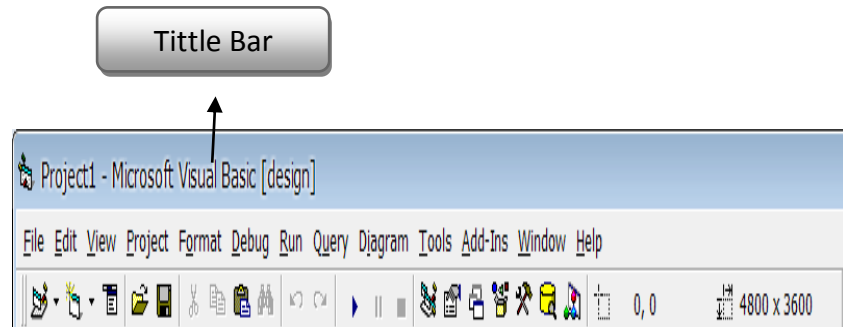 Tittle Bar
Project1 - Microsoft Visual Basic [design]
File Edit View Project Format Debug Run Query Diagram Tools Add-Ins Window Help
0, 0 4800 x 3600